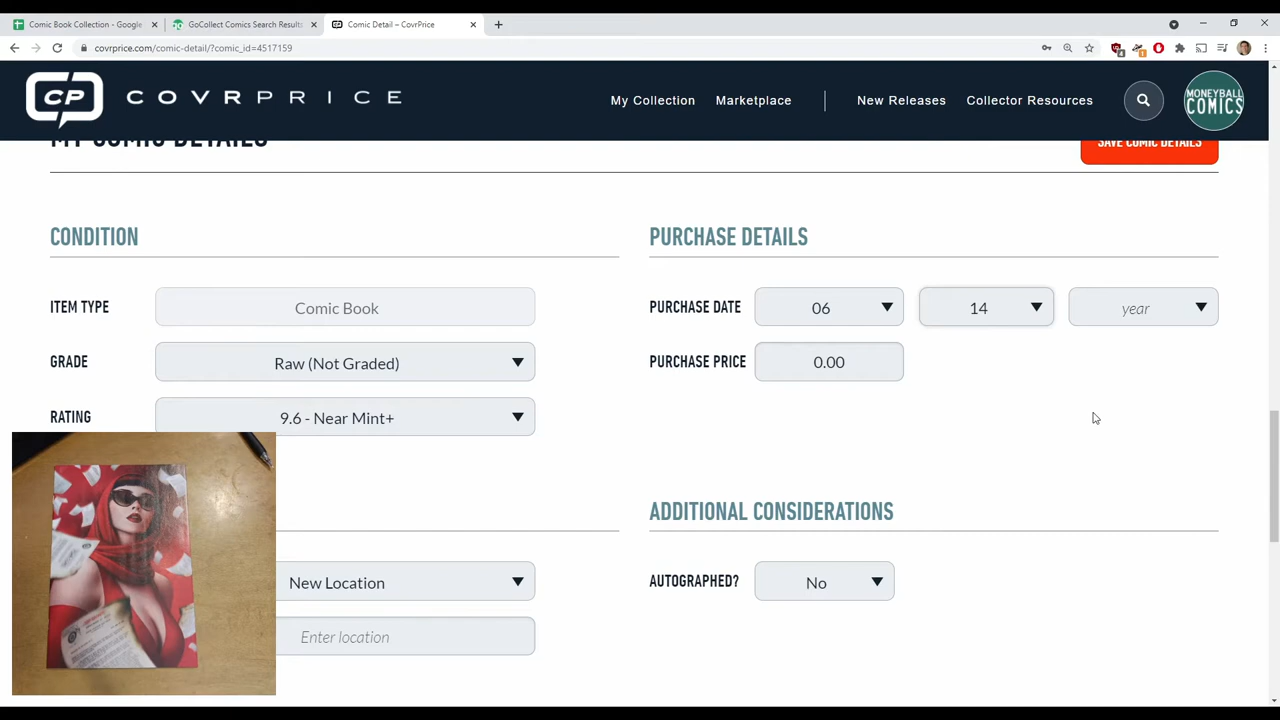 Comic Book Collection - Google
GoCollect Comics Search Results
Comic Detail – CovrPrice
covrprice.com/comic-detail/?comic_id=4517159
CP COVRPRICE
My Collection
Marketplace
New Releases
Collector Resources
MONEYBALL
COMICS
MY COMIC DETAILS
SAVE COMIC DETAILS
CONDITION
ITEM TYPE
Comic Book
GRADE
Raw (Not Graded)
RATING
9.6 - Near Mint+
PURCHASE DETAILS
PURCHASE DATE
06
14
year
PURCHASE PRICE
0.00
New Location
Enter location
ADDITIONAL CONSIDERATIONS
AUTOGRAPHED?
No